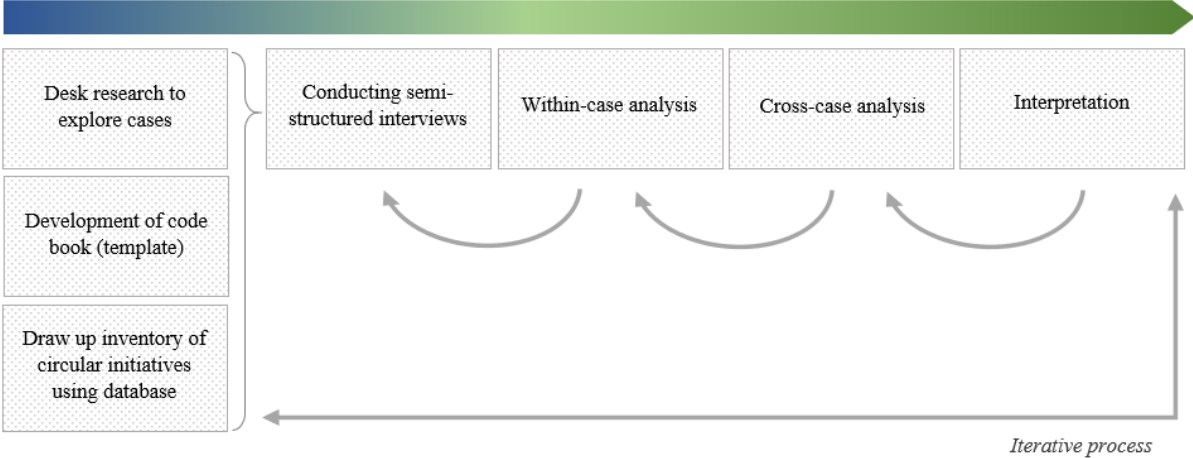 Desk research to
explore cases
Development of code
book (template)
Draw up inventory of
circular initiatives
using database
Conducting semi-
structured interviews
Within-case analysis
Cross-case analysis
Interpretation
Iterative process